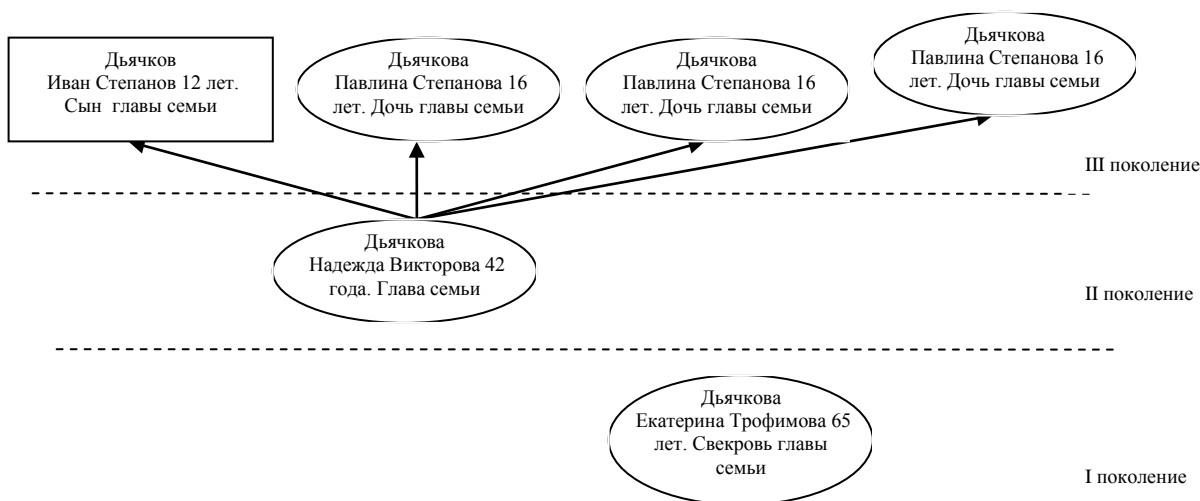 Дьячков
Иван Степанов 12 лет.
Сын главы семьи
Дьячкова
Павлина Степанова 16
лет. Дочь главы семьи
Дьячкова
Павлина Степанова 16
лет. Дочь главы семьи
Дьячкова
Павлина Степанова 16
лет. Дочь главы семьи
III поколение
Дьячкова
Надежда Викторова 42
года. Глава семьи
II поколение
Дьячкова
Екатерина Трофимова 65
лет. Свекровь главы
семьи
I поколение